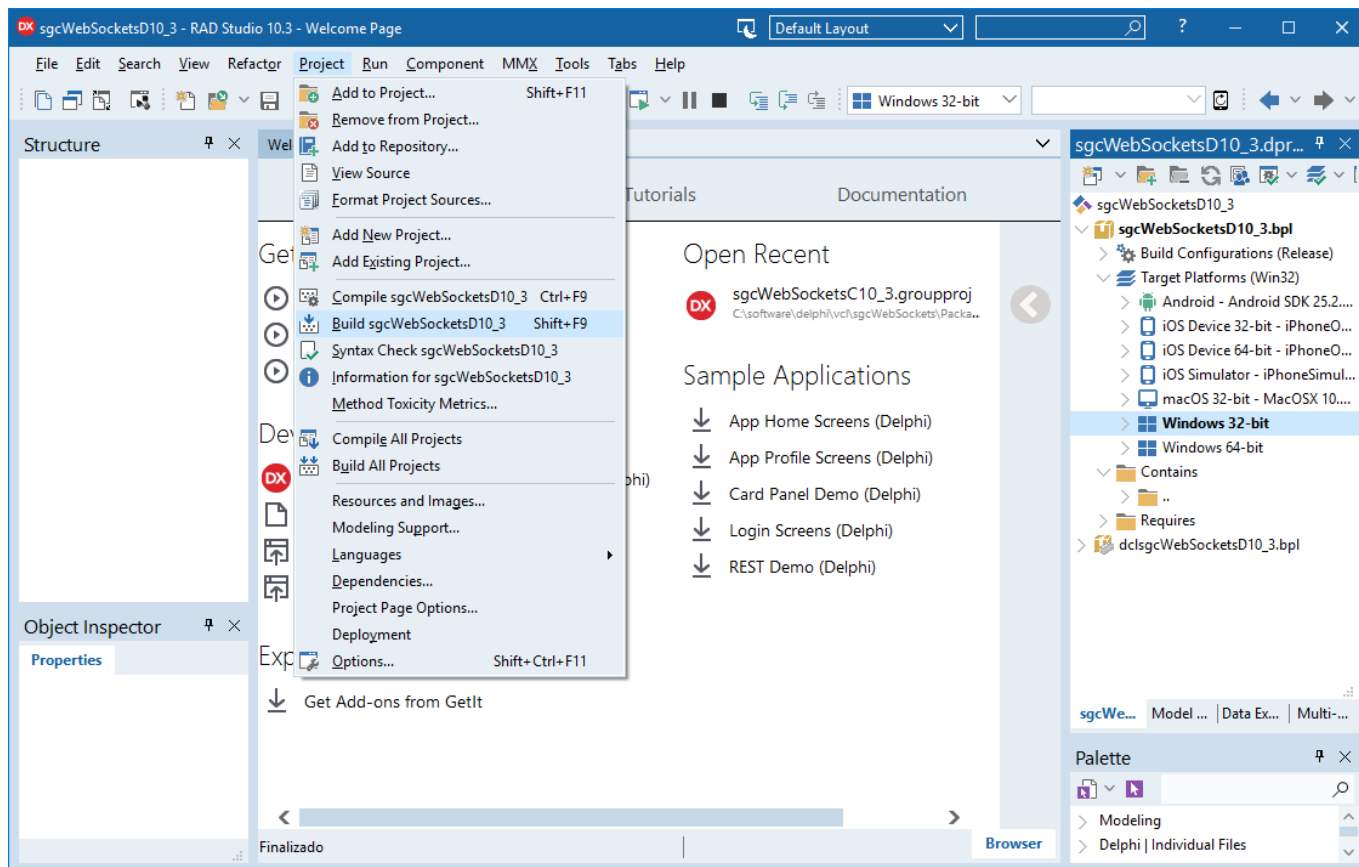 DX sgcWebSocketsD10_3 - RAD Studio 10.3 - Welcome Page
Default Layout
?
File Edit Search View Refactor Project Run Component MMX Tools Tabs Help
Windows 32-bit
Structure
Object Inspector
Properties
Add to Project... Shift+F11
Remove from Project...
Add to Repository...
View Source
Format Project Sources...
Add New Project...
Add Existing Project...
Compile sgcWebSocketsD10_3 Ctrl+F9
Build sgcWebSocketsD10_3 Shift+F9
Syntax Check sgcWebSocketsD10_3
Information for sgcWebSocketsD10_3
Method Toxicity Metrics...
Compile All Projects
Build All Projects
Resources and Images...
Modeling Support...
Languages
Dependencies...
Project Page Options...
Deployment
Options... Shift+Ctrl+F11
Wel
Tutorials
Documentation
Get
Dev
DX
phi)
Exp
Get Add-ons from GetIt
Open Recent
DX
sgcWebSocketsC10_3.groupproj
C:\software\delphi\vcl\sgcWebSockets\Packa...
Sample Applications
App Home Screens (Delphi)
App Profile Screens (Delphi)
Card Panel Demo (Delphi)
Login Screens (Delphi)
REST Demo (Delphi)
Finalizado
Browser
sgcWebSocketsD10_3.dpr...
sgcWebSocketsD10_3
sgcWebSocketsD10_3.bpl
Build Configurations (Release)
Target Platforms (Win32)
Android - Android SDK 25.2....
iOS Device 32-bit - iPhoneO...
iOS Device 64-bit - iPhoneO...
iOS Simulator - iPhoneSimul...
macOS 32-bit - MacOSX 10....
Windows 32-bit
Windows 64-bit
Contains
..
Requires
dclsgcWebSocketsD10_3.bpl
sgcWe... Model ... Data Ex... Multi-...
Palette
Modeling
Delphi | Individual Files